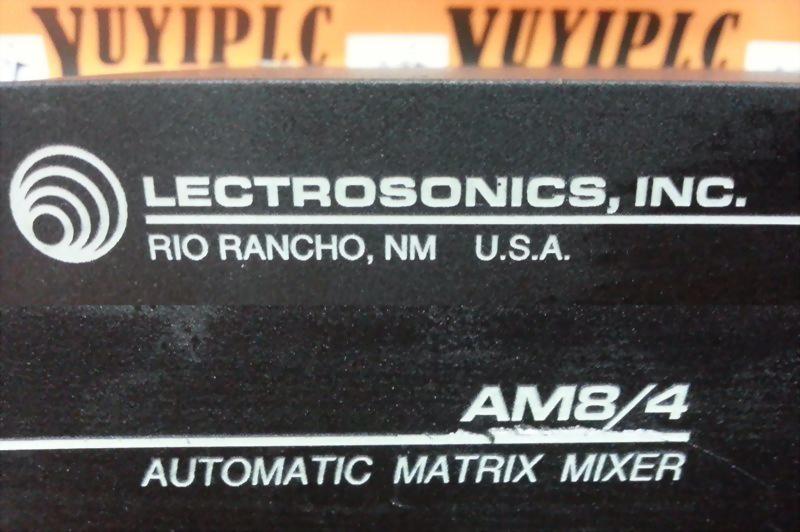 YUYIPLC YUYIPLC
LECTROSONICS, INC.
RIO RANCHO, NM U.S.A.
AM8/4
AUTOMATIC MATRIX MIXER